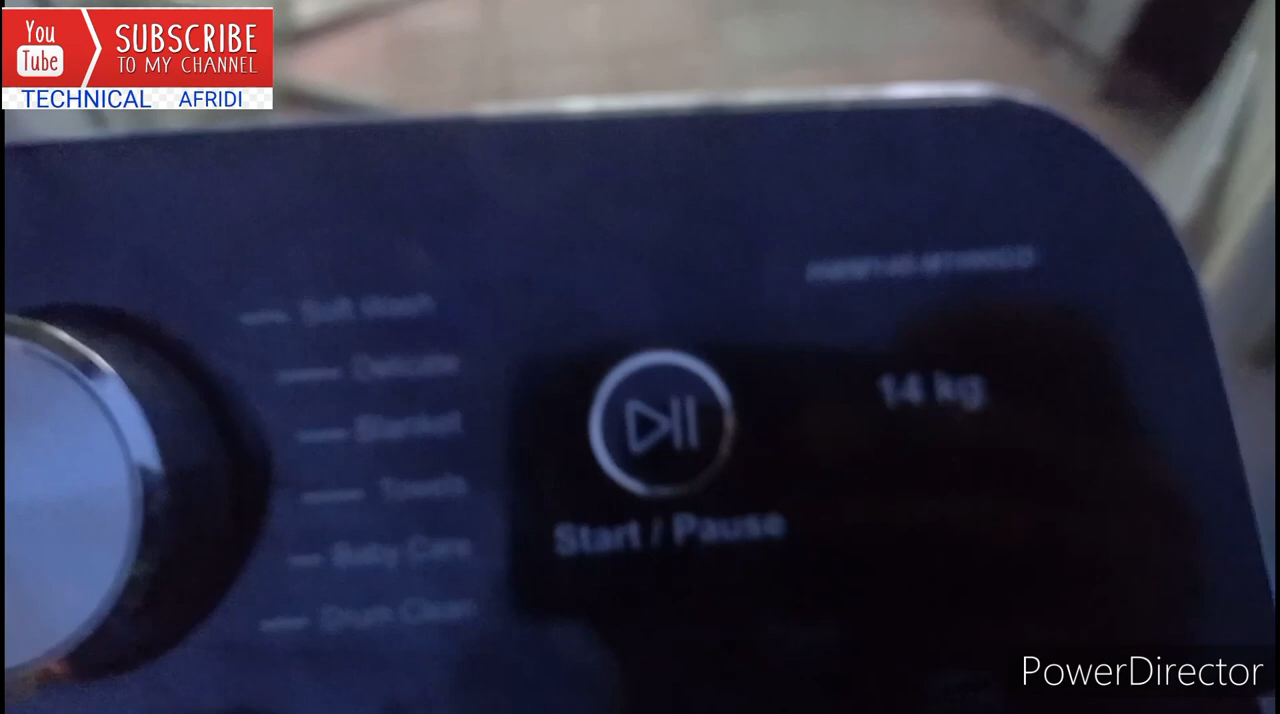 You
Tube
SUBSCRIBE
TO MY CHANNEL
TECHNICAL AFRIDI
Soft Wash
Delicate
Blanket
Towels
Baby Care
Drum Clean
Start / Pause
14 kg
PowerDirector